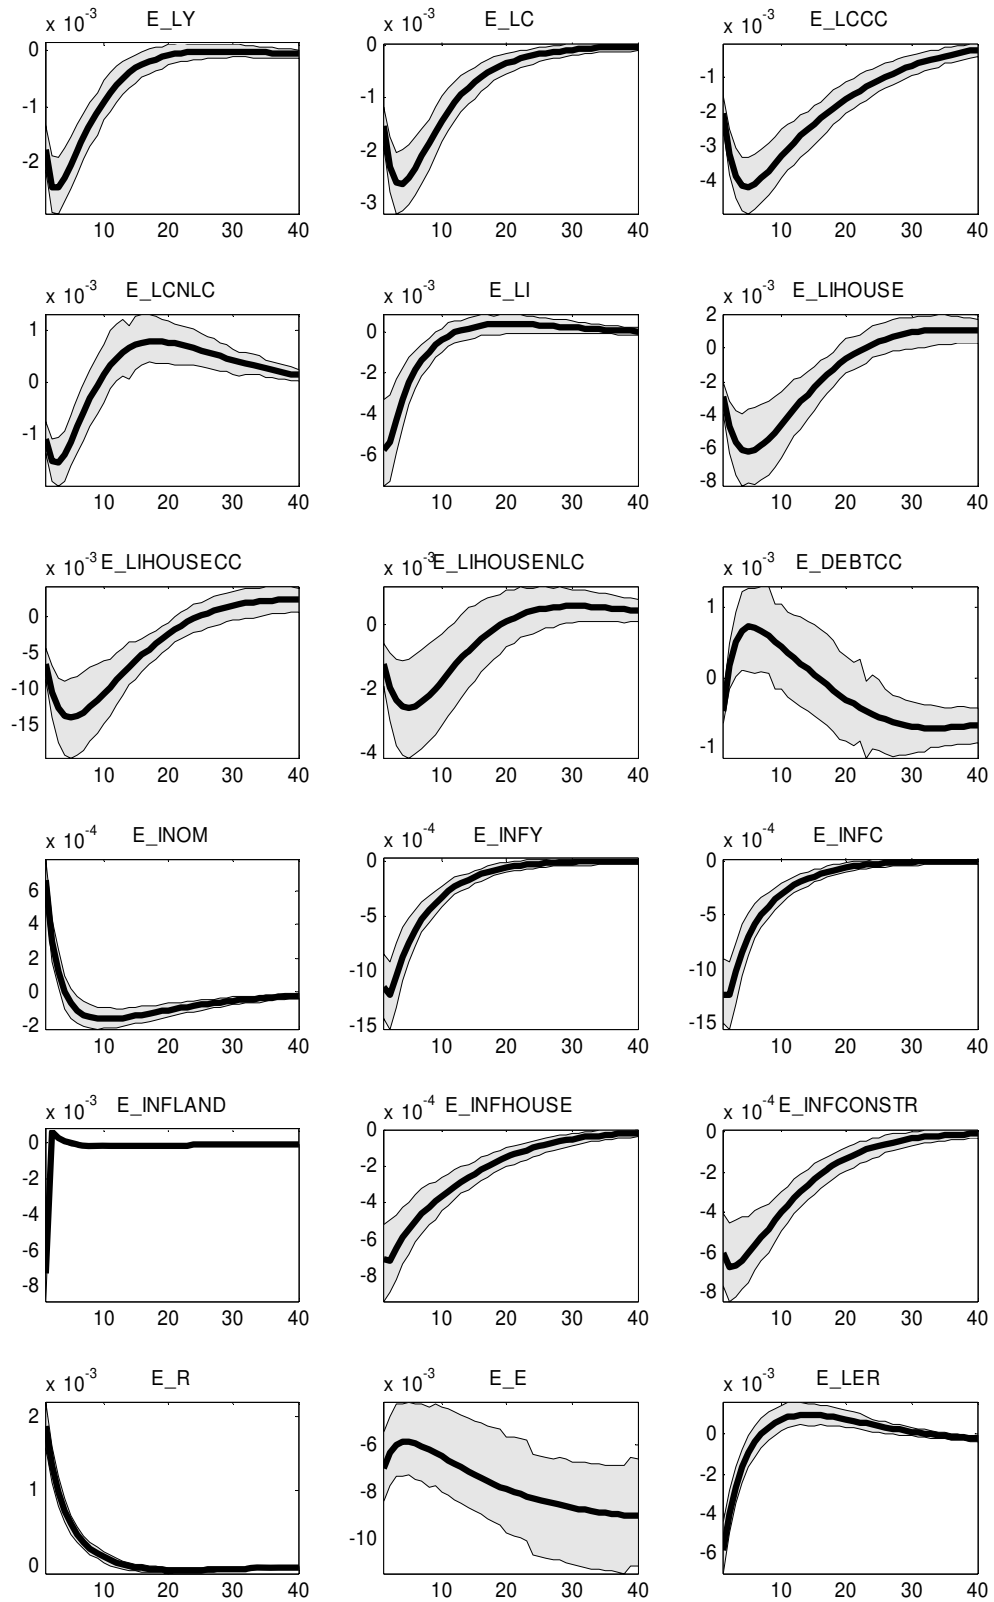 x 10-3 E_LY
0
-1
-2
10 20 30 40
x 10-3 E_LC
0
-1
-2
-3
10 20 30 40
x 10-3 E_LCCC
-1
-2
-3
-4
10 20 30 40
x 10-3 E_LCNLC
1
0
-1
10 20 30 40
x 10-3 E_LI
0
-2
-4
-6
10 20 30 40
x 10-3 E_LIHOUSE
2
0
-2
-4
-6
-8
10 20 30 40
x 10-3 E_LIHOUSECC
0
-5
-10
-15
10 20 30 40
x 10-3 E_LIHOUSENLC
0
-2
-4
10 20 30 40
x 10-3 E_DEBTCC
1
0
-1
10 20 30 40
x 10-4 E_INOM
6
4
2
0
-2
10 20 30 40
x 10-4 E_INFY
0
-5
-10
-15
10 20 30 40
x 10-4 E_INFC
0
-5
-10
-15
10 20 30 40
x 10-3 E_INFLAND
0
-2
-4
-6
-8
10 20 30 40
x 10-4 E_INFHOUSE
0
-2
-4
-6
-8
10 20 30 40
x 10-4 E_INFCONSTR
0
-2
-4
-6
-8
10 20 30 40
x 10-3 E_R
2
1
0
10 20 30 40
x 10-3 E_E
-6
-8
-10
10 20 30 40
x 10-3 E_LER
0
-2
-4
-6
10 20 30 40